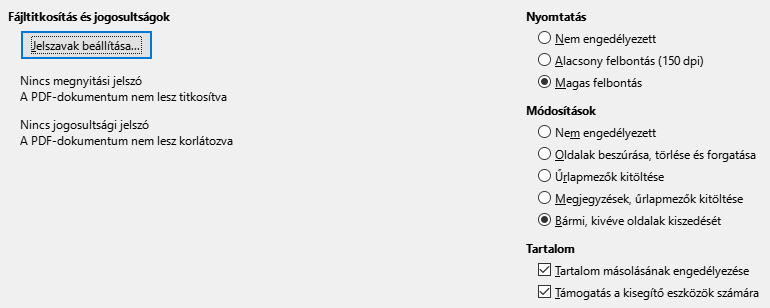 Fájltitkosítás és jogosultságok
Jelszavak beállítása...
Nincs megnyitási jelszó
A PDF-dokumentum nem lesz titkosítva
Nincs jogosultsági jelszó
A PDF-dokumentum nem lesz korlátozva
Nyomtatás
Nem engedélyezett
Alacsony felbontás (150 dpi)
Magas felbontás
Módosítások
Nem engedélyezett
Oldalak beszúrása, törlése és forgatása
Űrlapmezők kitöltése
Megjegyzések, űrlapmezők kitöltése
Bármi, kivéve oldalak kiszedését
Tartalom
Tartalom másolásának engedélyezése
Támogatás a kisegítő eszközök számára